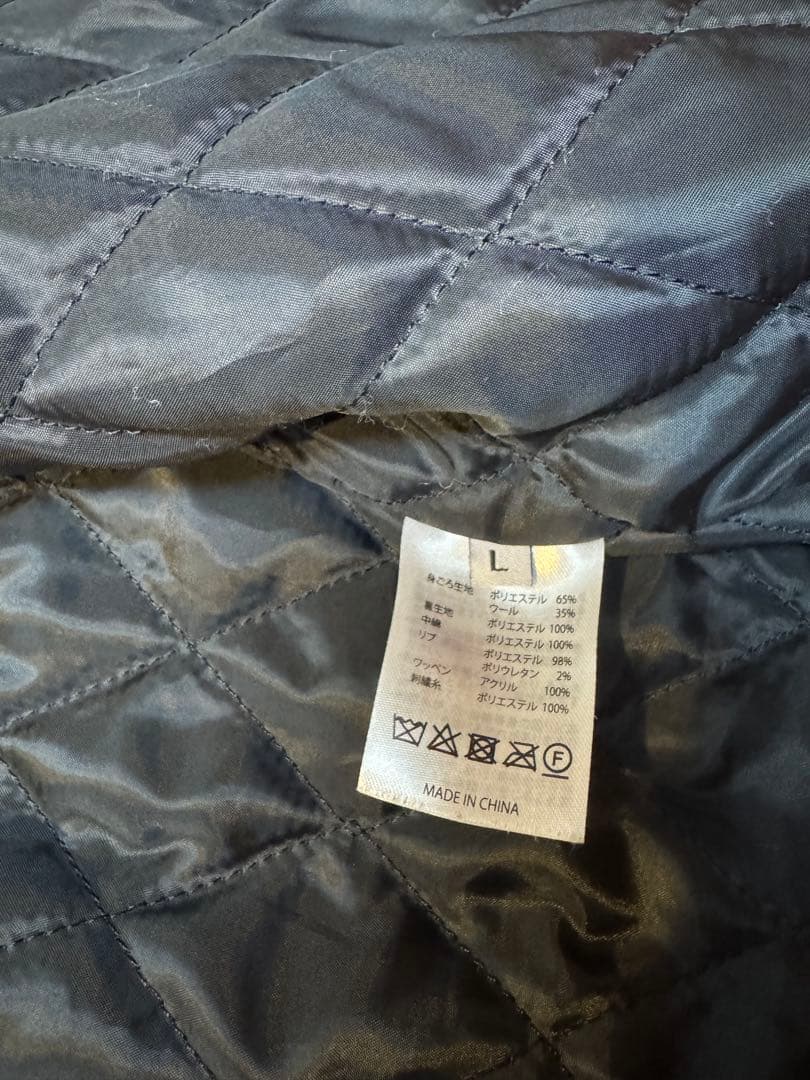 L
身ごろ生地 ポリエステル 65%
ウール 35%
裏生地 ポリエステル 100%
中綿 ポリエステル 100%
リブ ポリエステル 98%
ポリウレタン 2%
ワッペン アクリル 100%
刺繍糸 ポリエステル 100%
F
MADE IN CHINA